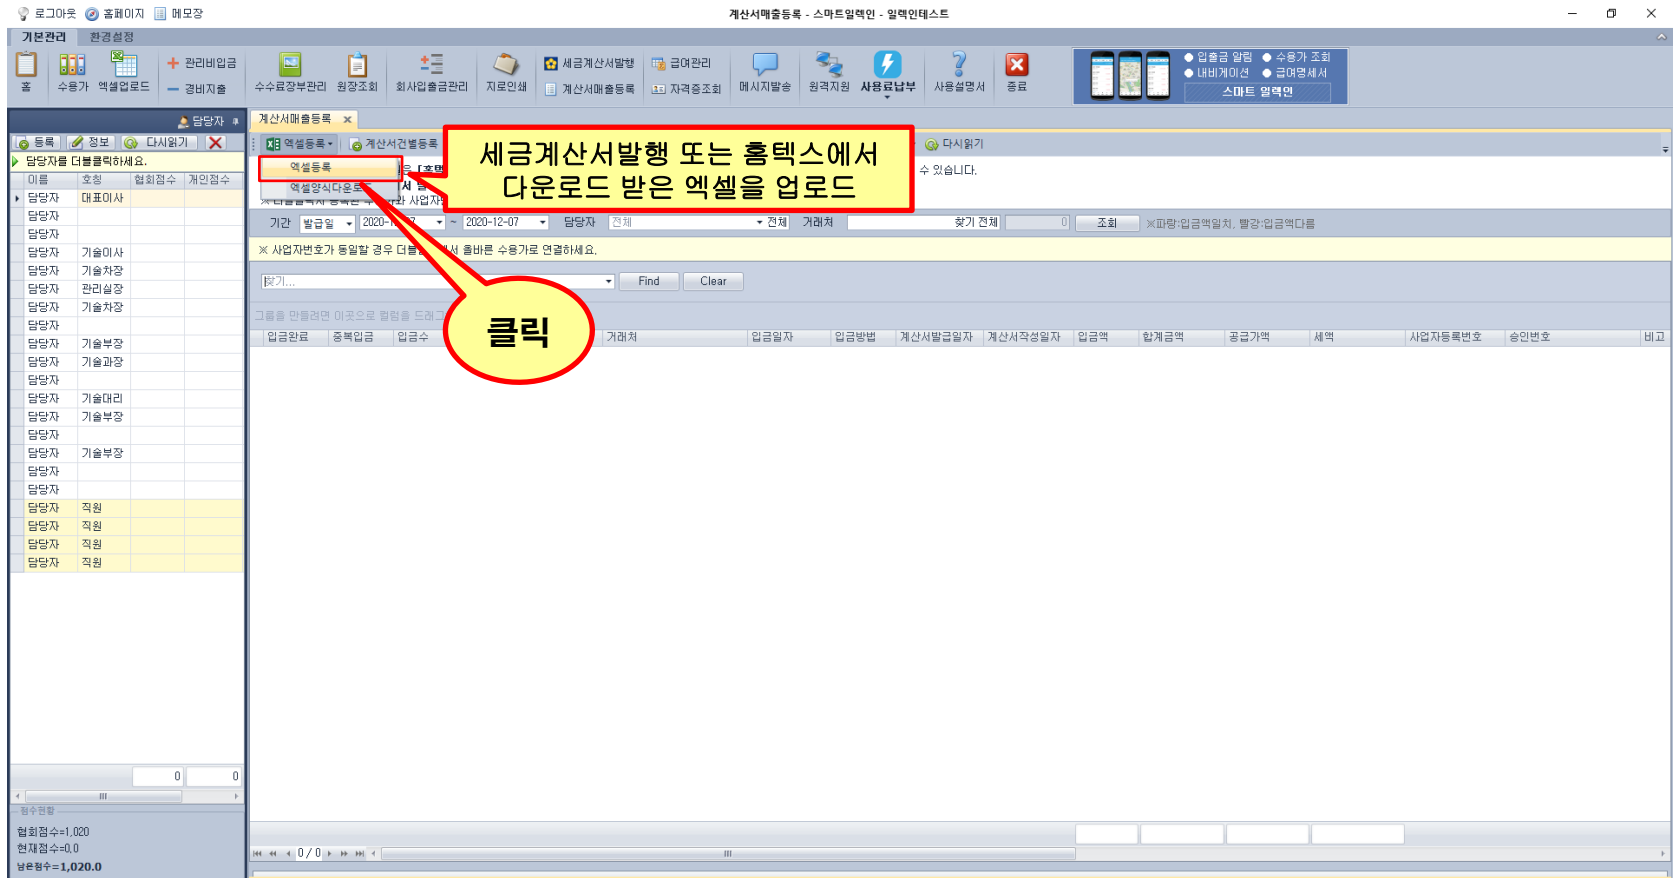 로그아웃 홈페이지 메모장
계산서매출등록 - 스마트일렉인 - 일렉인테스트
기본관리 환경설정
홈 수용가 엑셀업로드 관리비입금 경비지출
수수료장부관리 원장조회 회사입출금관리 지로인쇄
세금계산서발행 급여관리
계산서매출등록 자격증조회
메시지발송 원격지원 사용료납부 사용설명서 종료
입출금 알림 수용가 조회
내비게이션 급여명세서
스마트 일렉인
담당자
등록 정보 다시읽기
담당자를 더블클릭하세요.
이름 호칭 협회점수 개인점수
담당자 대표이사
담당자
담당자
담당자 기술이사
담당자 기술차장
담당자 관리실장
담당자 기술차장
담당자
담당자 기술부장
담당자 기술과장
담당자
담당자 기술대리
담당자 기술부장
담당자
담당자 기술부장
담당자
담당자
담당자 직원
담당자 직원
담당자 직원
담당자 직원
0 0
점수현황
협회점수=1,020
현재점수=0,0
남은점수=1,020.0
계산서매출등록
엑셀등록 계산서건별등록 다시읽기
엑셀등록
엑셀양식다운로드
수 있습니다.
세금계산서발행 또는 홈텍스에서
다운로드 받은 엑셀을 업로드
기간 발급일 ~ 2020-12-07 담당자 전체 전체 거래처 찾기 전체 0 조회 ※파랑:입금액일치, 빨강:입금액다름
※ 사업자번호가 동일할 경우 올바른 수용가로 연결하세요.
찾기... Find Clear
그룹을 만들려면 이곳으로 컬럼을
클릭
입금완료 중복입금 입금수 거래처 입금일자 입금방법 계산서발급일자 계산서작성일자 입금액 합계금액 공급가액 세액 사업자등록번호 승인번호 비고
0 / 0